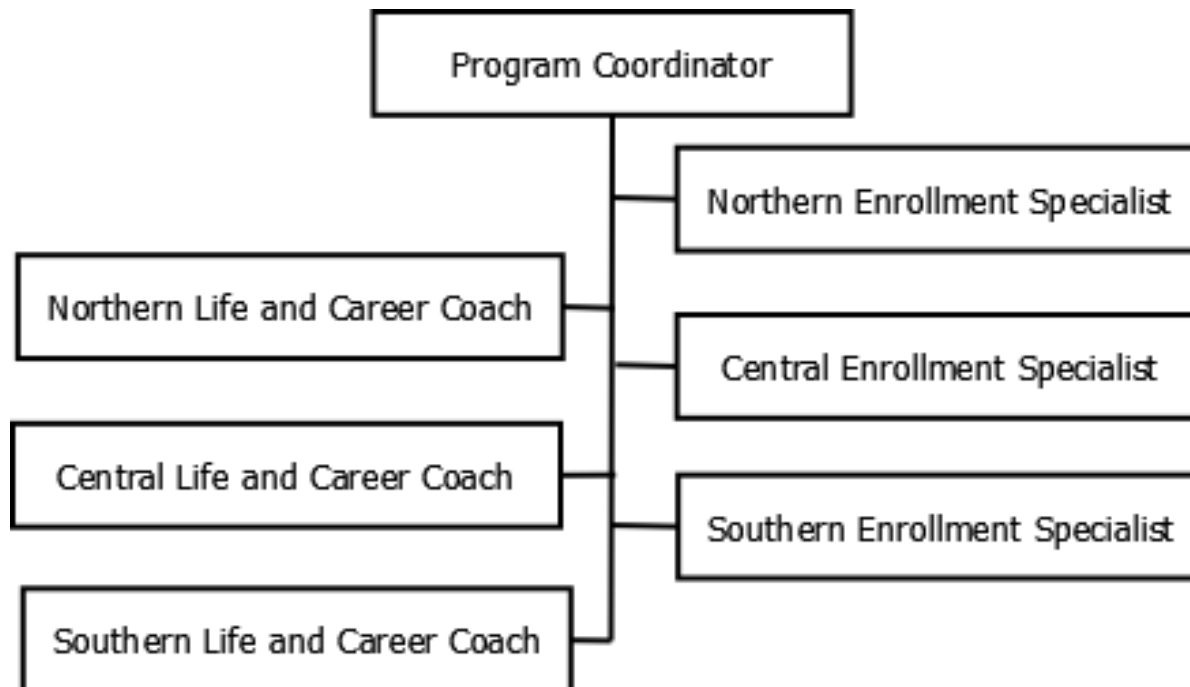 Program Coordinator
Northern Enrollment Specialist
Northern Life and Career Coach
Central Enrollment Specialist
Central Life and Career Coach
Southern Enrollment Specialist
Southern Life and Career Coach